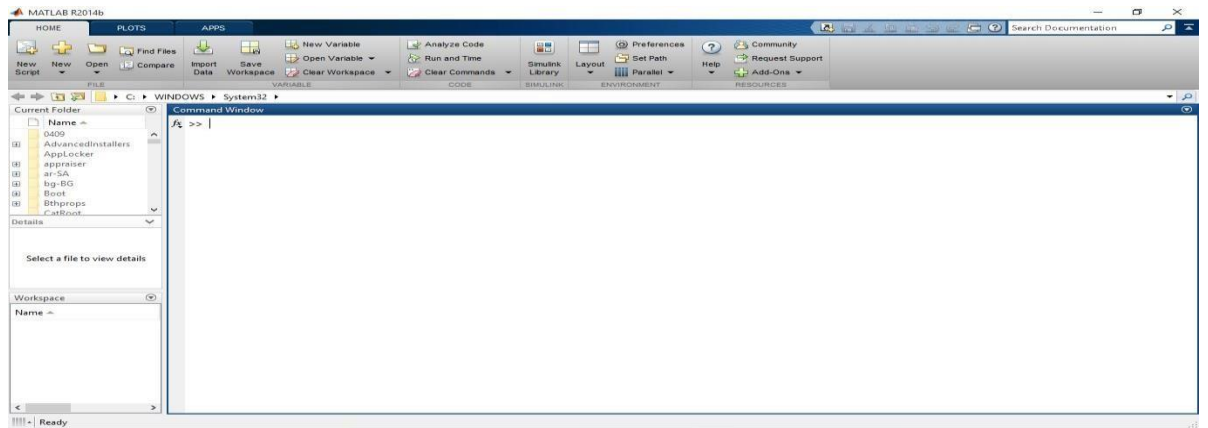 MATLAB R2014b
HOME PLOTS APPS Search Documentation
New Script New Open Find Files Compare Import Data Save Workspace New Variable Open Variable Clear Workspace Analyze Code Run and Time Clear Commands Simulink Library Layout Preferences Set Path Parallel Help Community Request Support Add-Ons
FILE VARIABLE CODE SIMULINK ENVIRONMENT RESOURCES
C: WINDOWS System32
Current Folder
Name
0409
AdvancedInstallers
AppLocker
appraiser
ar-SA
bg-BG
Boot
Bthprops
CatRoot
Details
Select a file to view details
Workspace
Name
Command Window
fx >>
Ready